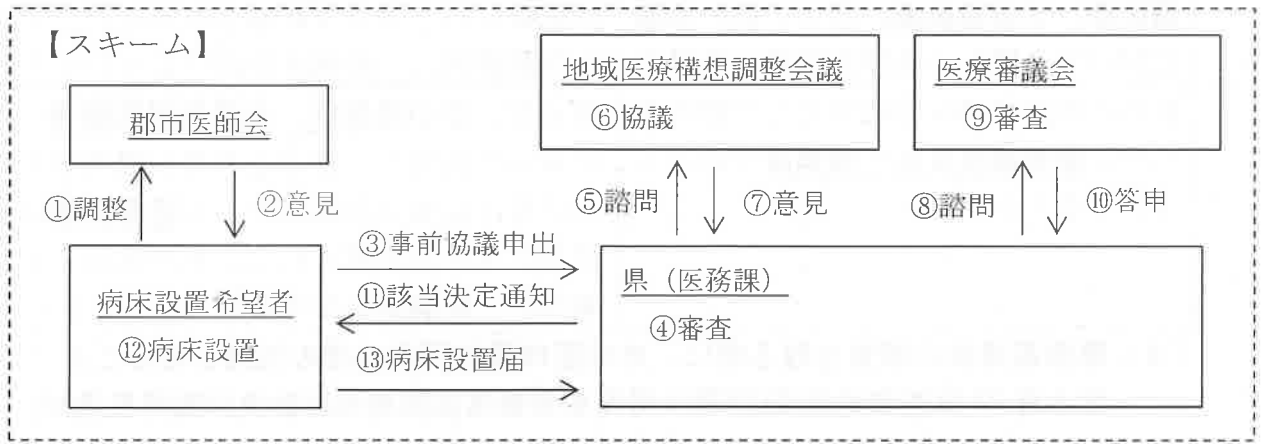 【スキーム】
郡市医師会
地域医療構想調整会議
⑥協議
医療審議会
⑨審査
①調整
②意見
⑤諮問
⑦意見
⑧諮問
⑩答申
病床設置希望者
⑫病床設置
③事前協議申出
⑪該当決定通知
⑬病床設置届
県（医務課）
④審査